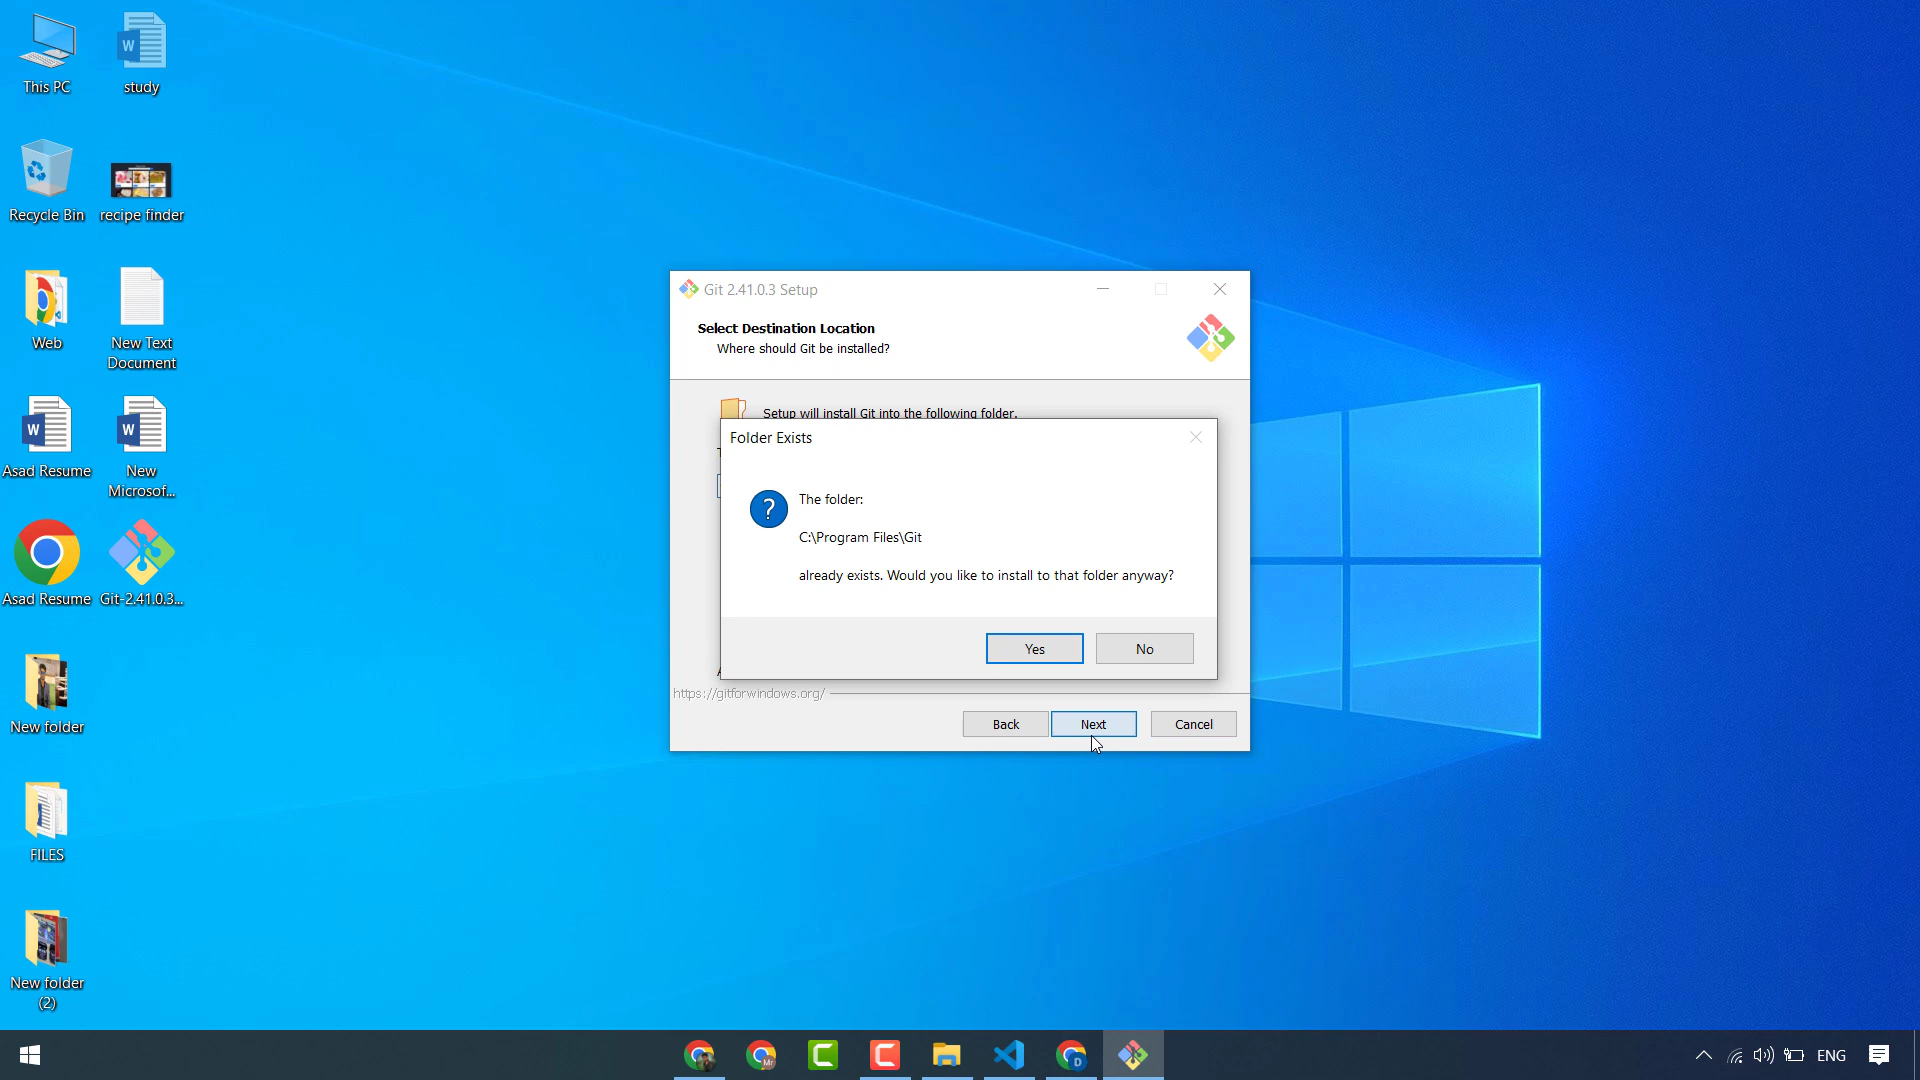 This PC
study
Recycle Bin
recipe finder
Web
New Text
Document
Asad Resume
New
Microsof...
Asad Resume
Git-2.41.0.3...
New folder
FILES
New folder
(2)
Git 2.41.0.3 Setup
Select Destination Location
Where should Git be installed?
Setup will install Git into the following folder.
Folder Exists
The folder:
C:\Program Files\Git
already exists. Would you like to install to that folder anyway?
Yes
No
https://gitforwindows.org/
Back
Next
Cancel
ENG